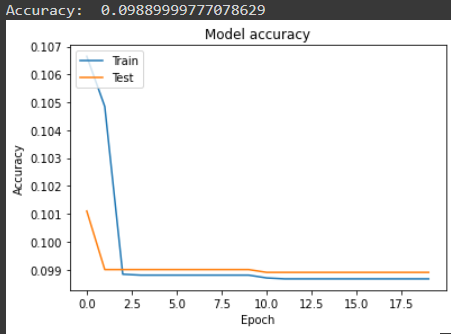 Accuracy:  0.09889999777078629
Model accuracy
0.107
0.106
0.105
0.104
0.103
0.102
0.101
0.100
0.099
Accuracy
Train
Test
0.0 2.5 5.0 7.5 10.0 12.5 15.0 17.5
Epoch